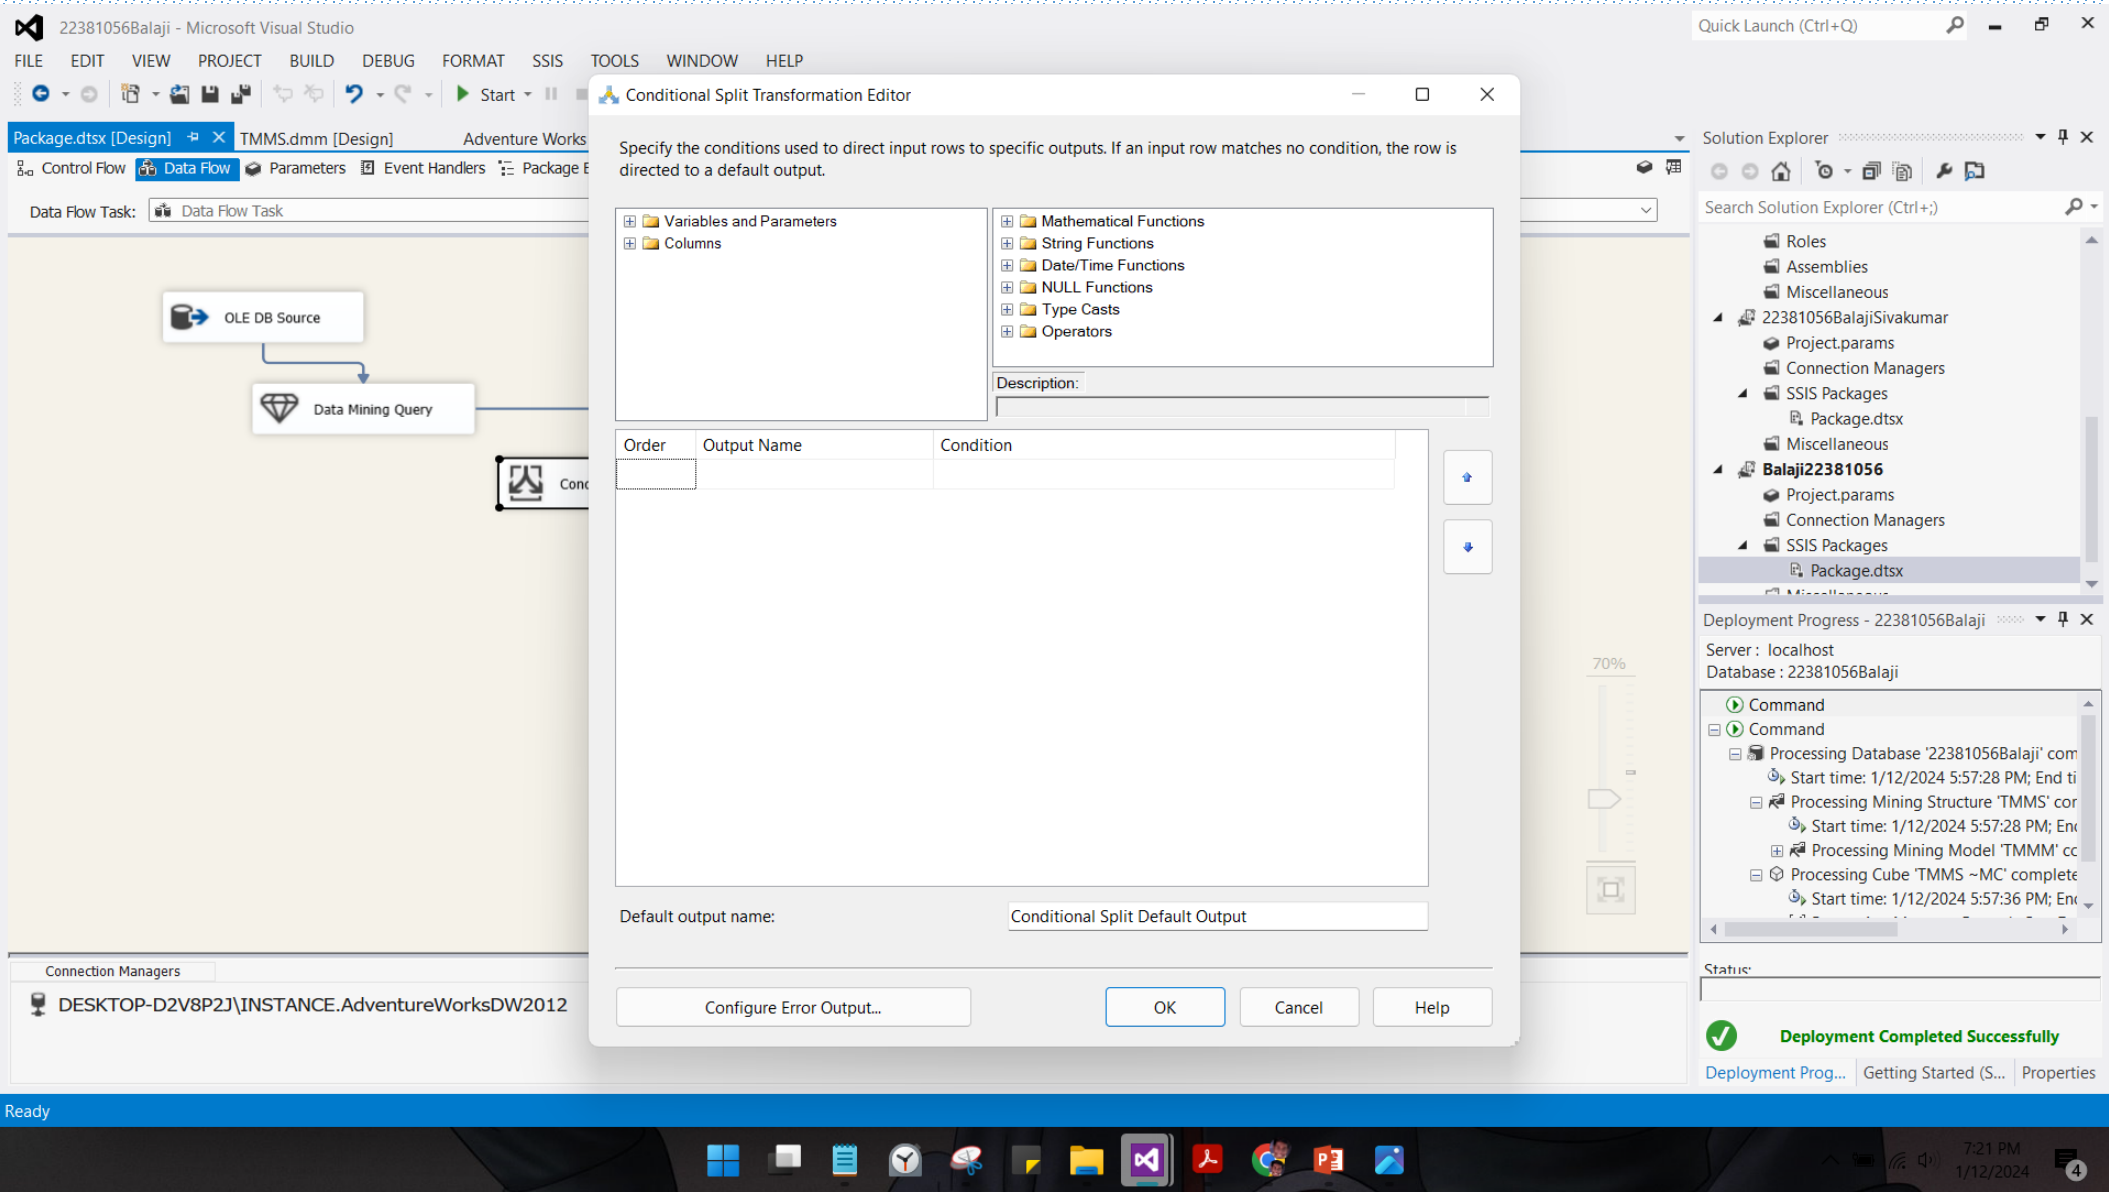 22381056Balaji - Microsoft Visual Studio
Quick Launch (Ctrl+Q)
FILE EDIT VIEW PROJECT BUILD DEBUG FORMAT SSIS TOOLS WINDOW HELP
Start
Package.dtsx [Design]
TMMS.dmm [Design]
Adventure Works
Control Flow
Data Flow
Parameters
Event Handlers
Package E
Data Flow Task:
Data Flow Task
OLE DB Source
Data Mining Query
Conc
70%
Conditional Split Transformation Editor
Specify the conditions used to direct input rows to specific outputs. If an input row matches no condition, the row is
directed to a default output.
Variables and Parameters
Columns
Mathematical Functions
String Functions
Date/Time Functions
NULL Functions
Type Casts
Operators
Description:
Order Output Name Condition
Default output name:
Conditional Split Default Output
Configure Error Output...
OK
Cancel
Help
Connection Managers
DESKTOP-D2V8P2J\INSTANCE.AdventureWorksDW2012
Solution Explorer
Search Solution Explorer (Ctrl+;)
Roles
Assemblies
Miscellaneous
22381056BalajiSivakumar
Project.params
Connection Managers
SSIS Packages
Package.dtsx
Miscellaneous
Balaji22381056
Project.params
Connection Managers
SSIS Packages
Package.dtsx
Miscellaneous
Deployment Progress - 22381056Balaji
Server : localhost
Database : 22381056Balaji
Command
Command
Processing Database '22381056Balaji' com
Start time: 1/12/2024 5:57:28 PM; End ti
Processing Mining Structure 'TMMS' cor
Start time: 1/12/2024 5:57:28 PM; Enc
Processing Mining Model 'TMMM' cc
Processing Cube 'TMMS ~MC' complete
Start time: 1/12/2024 5:57:36 PM; Enc
Status:
Deployment Completed Successfully
Deployment Prog...
Getting Started (S...
Properties
Ready
7:21 PM
1/12/2024
4